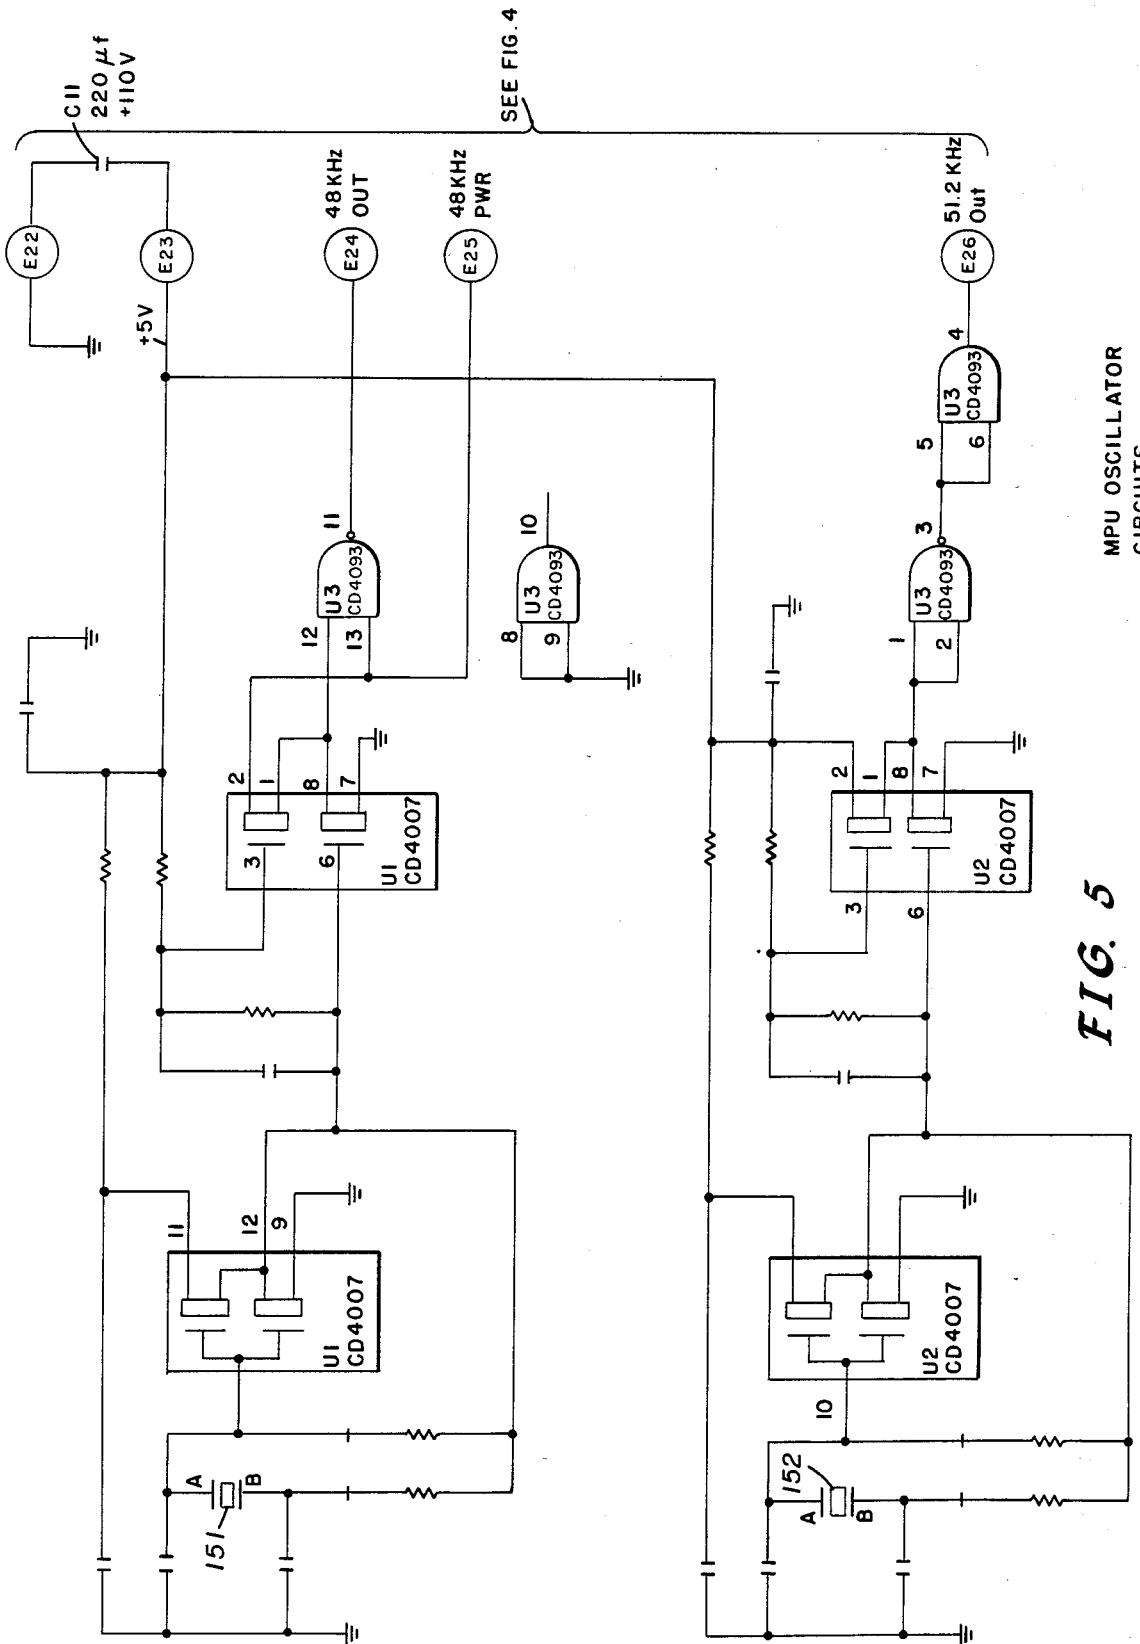 C11
220 µf
+110V
E22
E23
+5V
SEE FIG. 4
48KHz
OUT
E24
48KHz
PWR
E25
51.2 KHz
Out
E26
11
12
9
U1
CD4007
A
B
151
2
1
8
7
3
6
U1
CD4007
12
13
11
U3
CD4093
8
9
10
U3
CD4093
10
U2
CD4007
A
B
152
2
1
8
7
3
6
U2
CD4007
1
2
3
U3
CD4093
5
6
4
U3
CD4093
MPU OSCILLATOR
FIG. 5